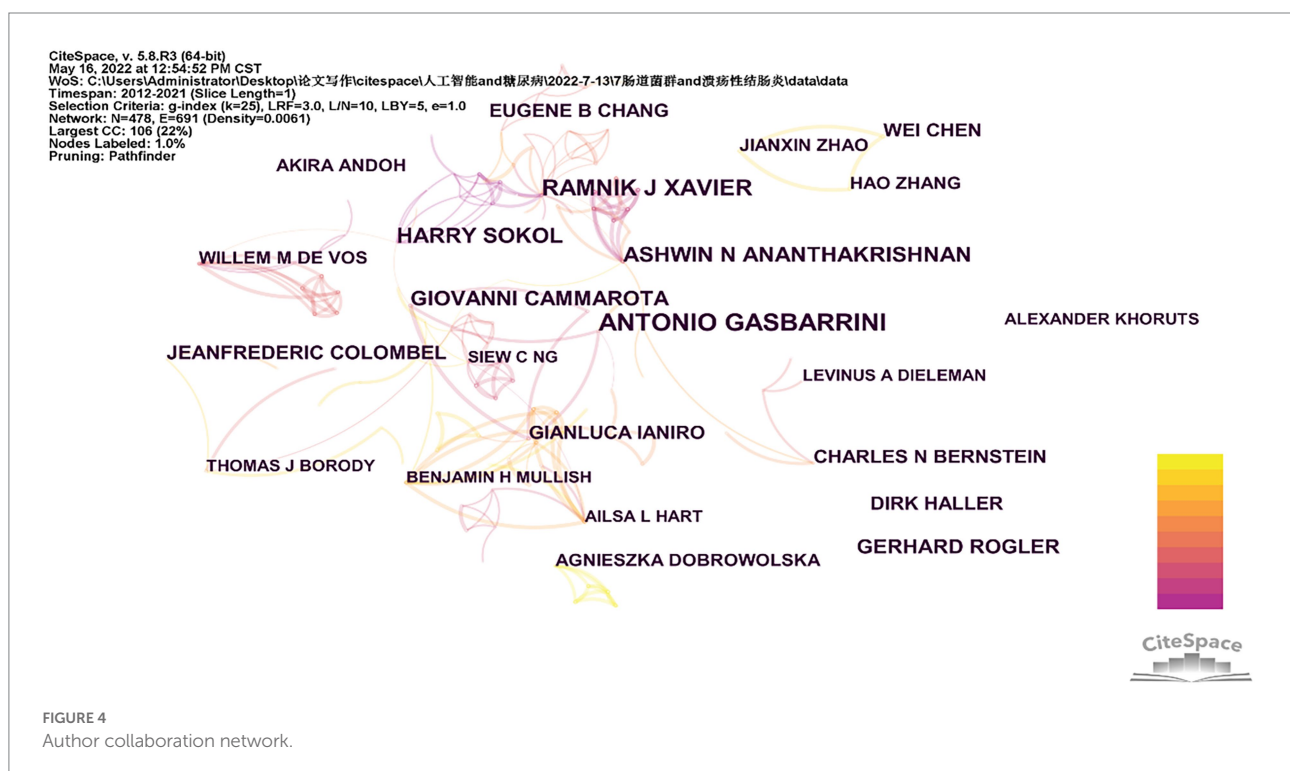 CiteSpace, v. 5.8.R3 (64-bit)
May 16, 2022 at 12:54:52 PM CST
WoS: C:\Users\Administrator\Desktop\论文写作\citespace\人工智能and糖尿病\2022-7-13\7肠道菌群and溃疡性结肠炎\data\data
Timespan: 2012-2021 (Slice Length=1)
Selection Criteria: g-index (k=25), LRF=3.0, L/N=10, LBY=5, e=1.0
Network: N=478, E=691 (Density=0.0061)
Largest CC: 106 (22%)
Nodes Labeled: 1.0%
Pruning: Pathfinder
EUGENE B CHANG
WEI CHEN
JIANXIN ZHAO
AKIRA ANDOH
HAO ZHANG
RAMNIK J XAVIER
HARRY SOKOL
ASHWIN N ANANTHAKRISHNAN
WILLEM M DE VOS
GIOVANNI CAMMAROTA
ANTONIO GASBARRINI
ALEXANDER KHORUTS
JEANFREDERIC COLOMBEL
SIEW C NG
LEVINUS A DIELEMAN
GIANLUCA IANIRO
CHARLES N BERNSTEIN
THOMAS J BORODY
BENJAMIN H MULLISH
DIRK HALLER
AILSA L HART
GERHARD ROGLER
AGNIESZKA DOBROWOLSKA
CiteSpace
FIGURE 4
Author collaboration network.